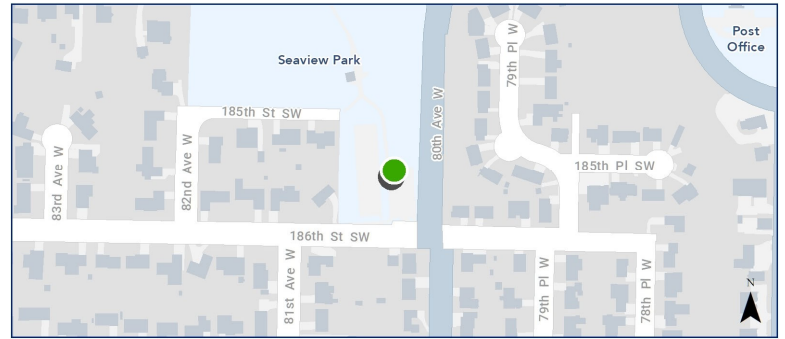 Post
Office
79th Pl W
Seaview Park
80th Ave W
185th St SW
83rd Ave W
82nd Ave W
185th Pl SW
186th St SW
81st Ave W
79th Pl W
78th Pl W
N